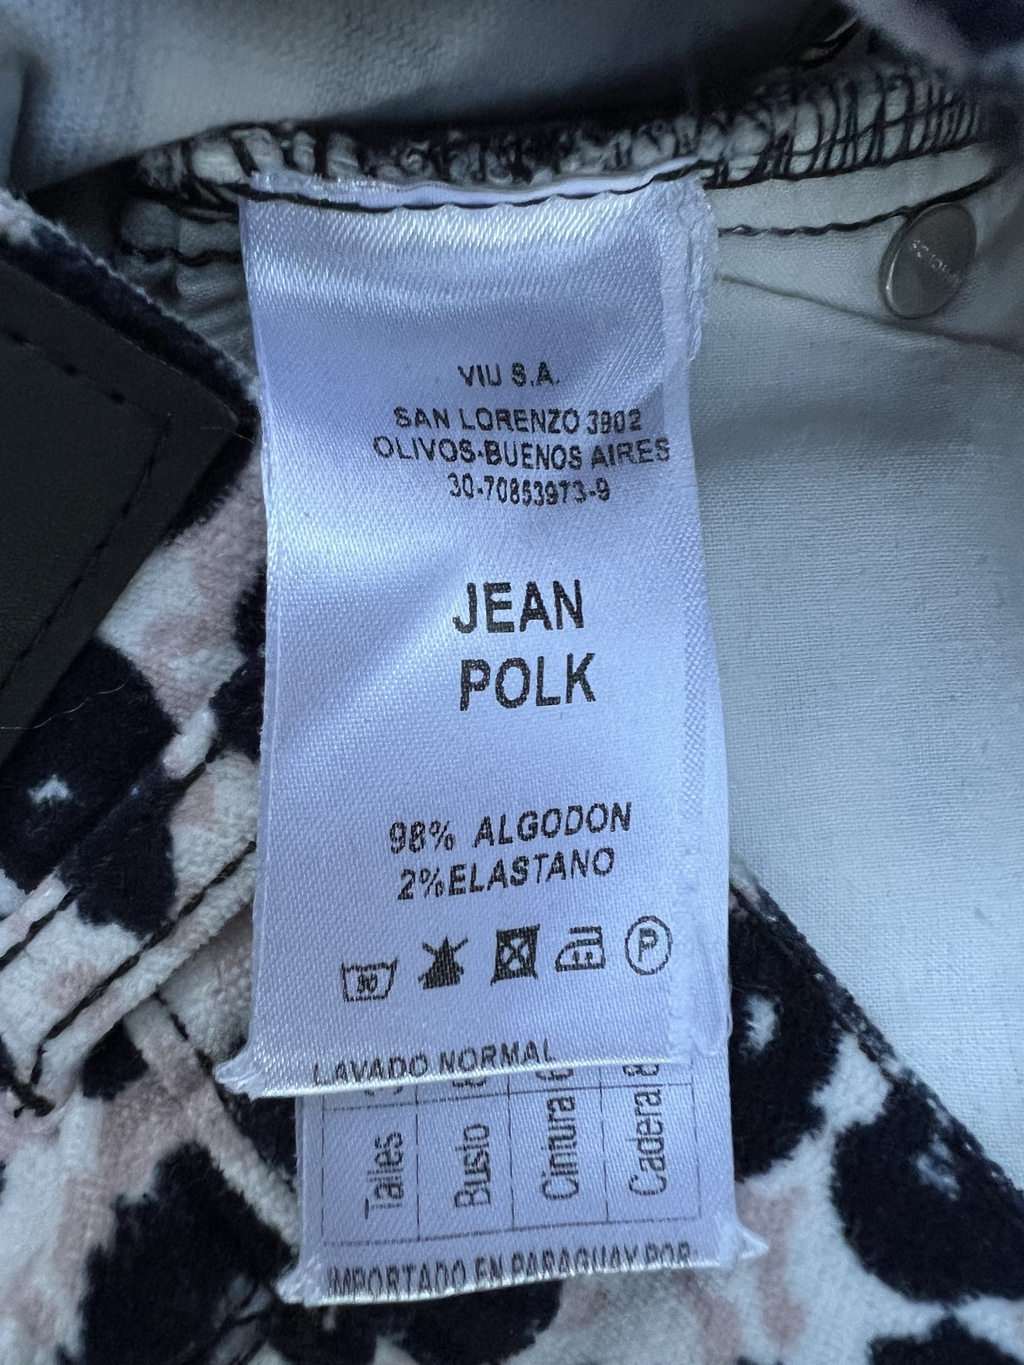 VIU S.A.
SAN LORENZO 3902
OLIVOS-BUENOS AIRES
30-70853973-9
JEAN
POLK
98% ALGODON
2%ELASTANO
30
P
LAVADO NORMAL
Talles
Busto
Cintura
Cadera
IMPORTADO EN PARAGUAY POR: